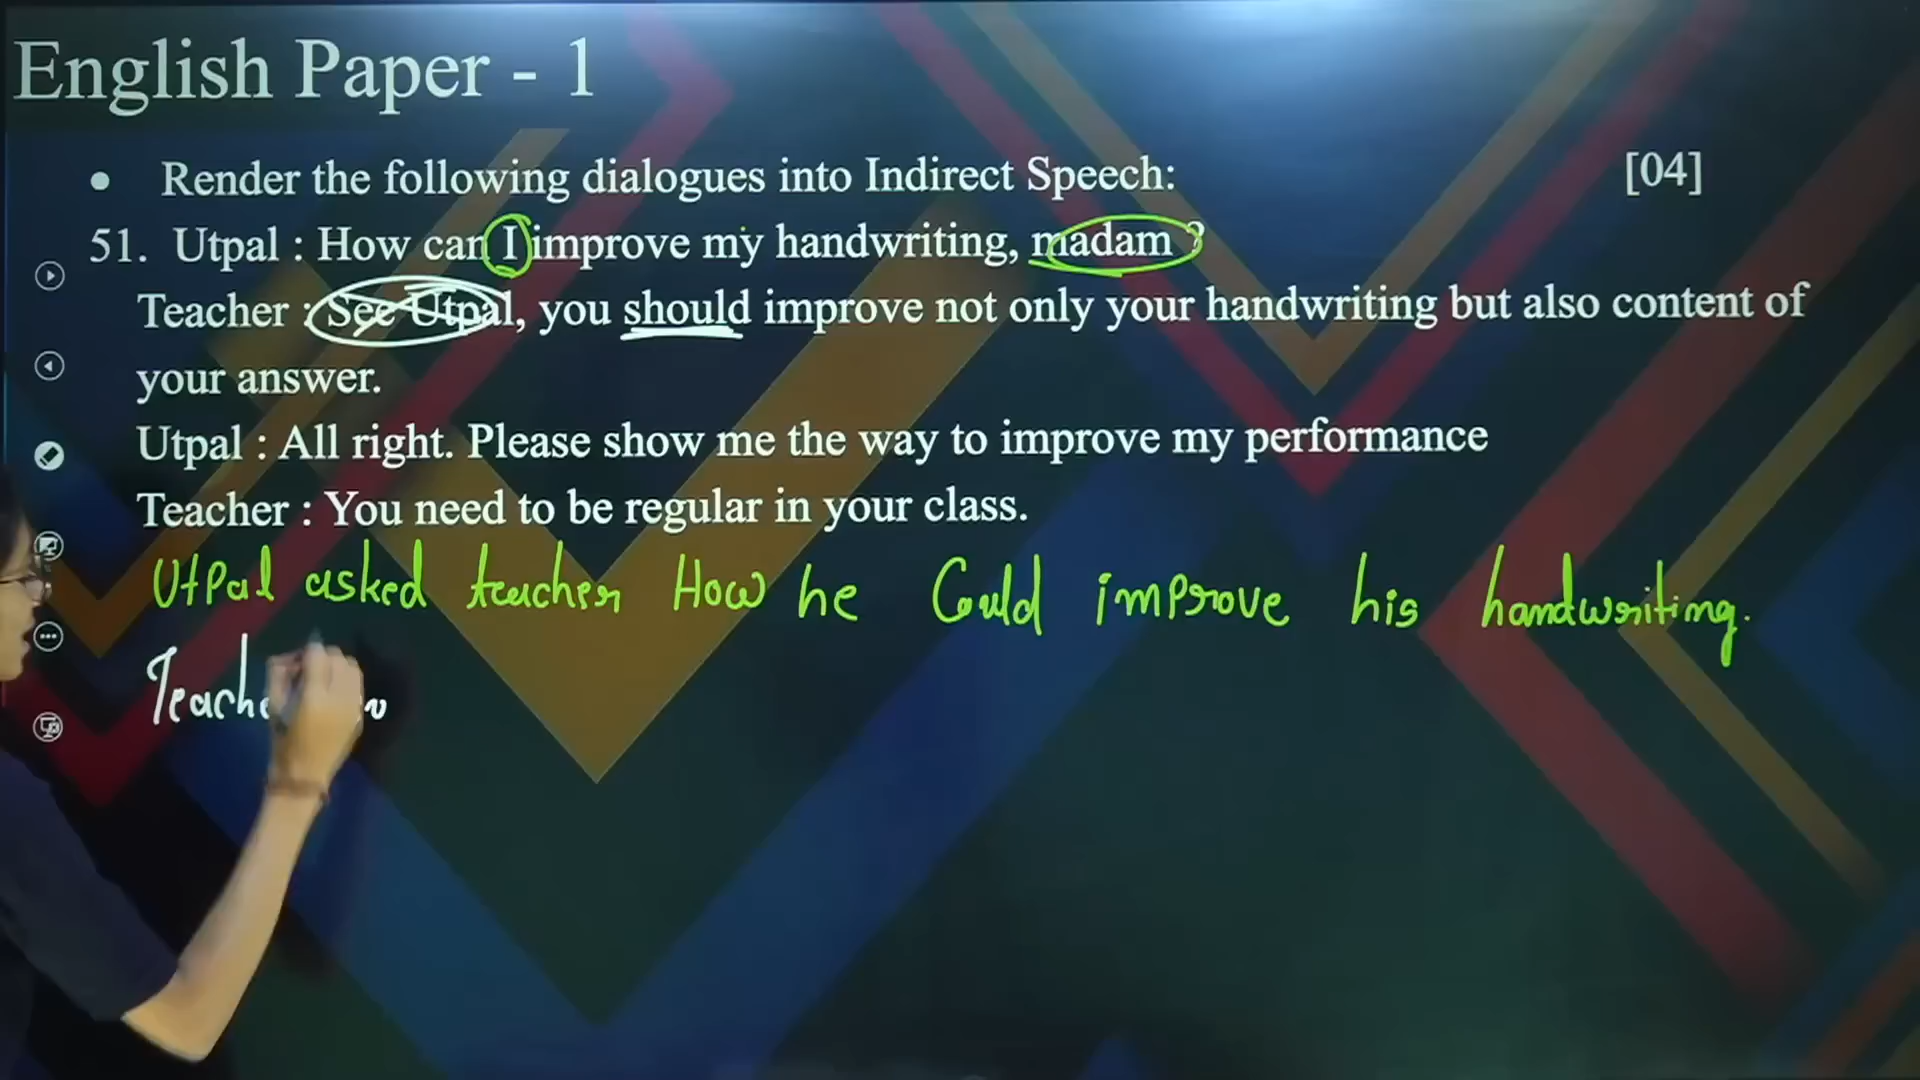 English Paper - 1
• Render the following dialogues into Indirect Speech: [04]
51. Utpal : How can I improve my handwriting, madam ?
Teacher : See Utpal, you should improve not only your handwriting but also content of
your answer.
Utpal : All right. Please show me the way to improve my performance
Teacher : You need to be regular in your class.
Utpal asked teacher How he Could improve his handwriting.